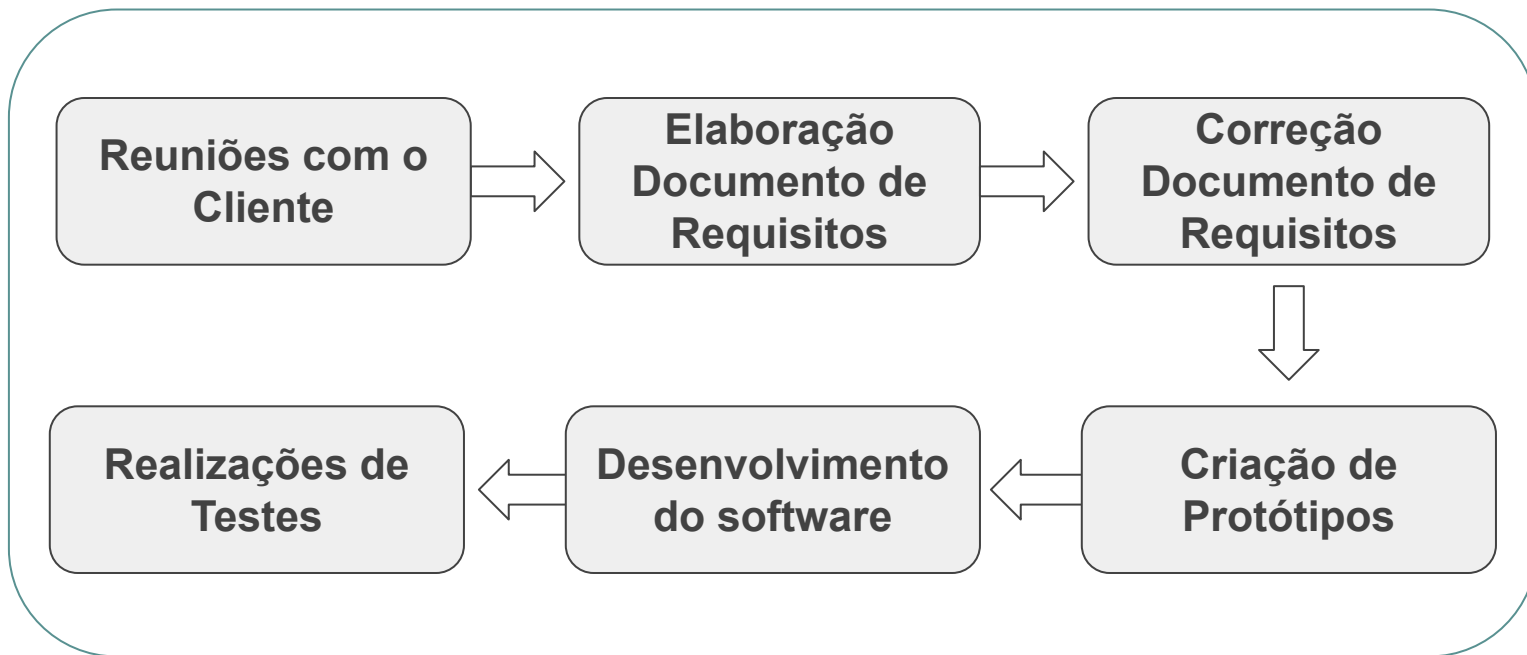 Reuniões com o
Cliente
Elaboração
Documento de
Requisitos
Correção
Documento de
Requisitos
Realizações de
Testes
Desenvolvimento
do software
Criação de
Protótipos